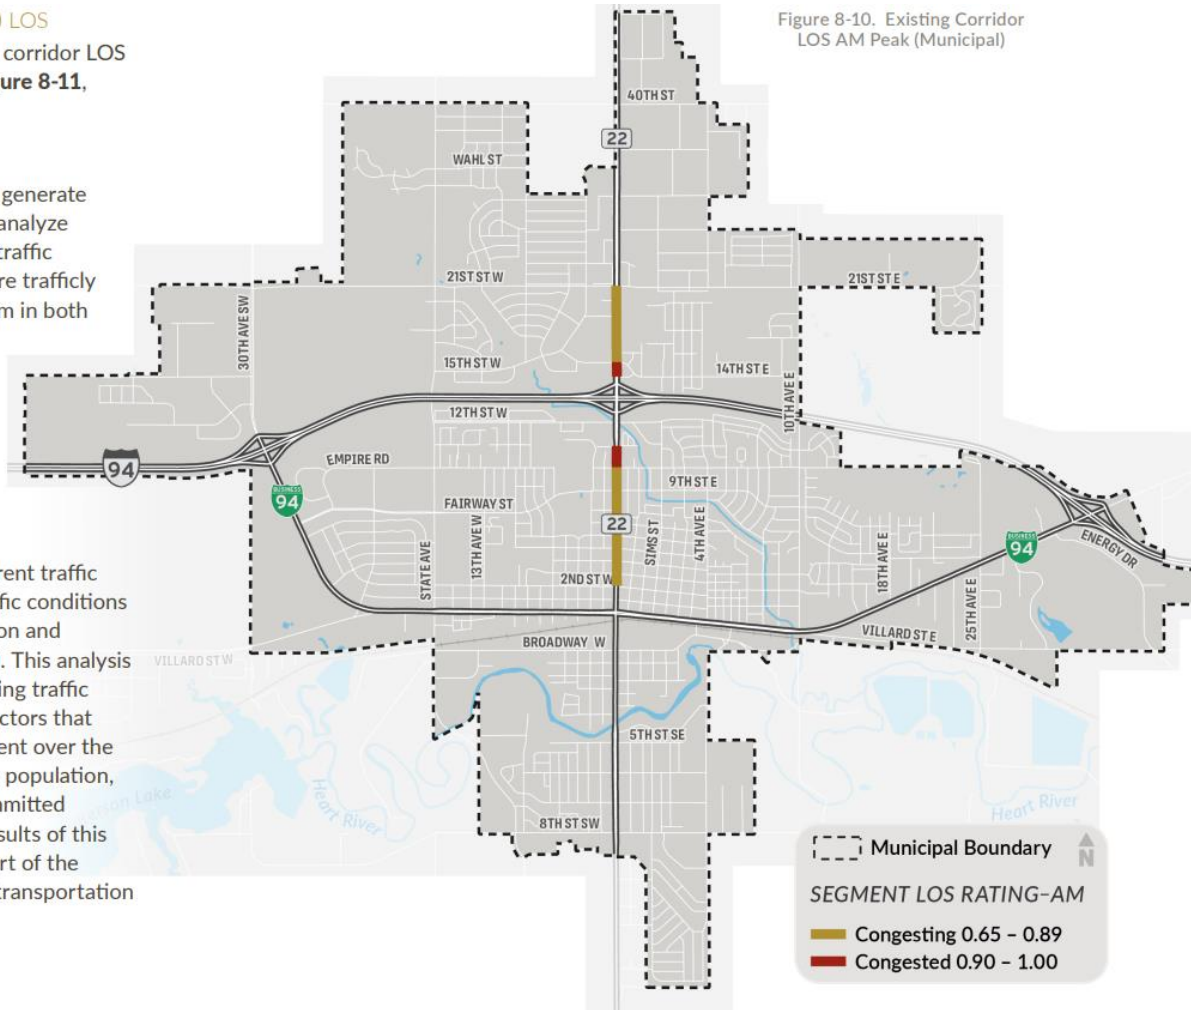 ) LOS
corridor LOS
ure 8-11,
generate
analyze
traffic
re trafficly
m in both
rent traffic
fic conditions
on and
. This analysis
ing traffic
ctors that
ent over the
population,
mmitted
sults of this
rt of the
transportation
Figure 8-10. Existing Corridor
LOS AM Peak (Municipal)
40TH ST
22
WAHL ST
21ST ST W
21ST ST E
30TH AVE SW
15TH ST W
14TH ST E
10TH AVE E
12TH ST W
94
EMPIRE RD
BUSINESS
94
9TH ST E
FAIRWAY ST
22
STATE AVE
13TH AVE W
SIMS ST
4TH AVE E
18TH AVE E
BUSINESS
94
ENERGY DR
2ND ST W
25TH AVE E
BROADWAY W
VILLARD ST E
VILLARD ST W
5TH ST SE
Lake
Heart River
Heart River
8TH ST SW
Municipal Boundary
N
SEGMENT LOS RATING–AM
Congesting 0.65 – 0.89
Congested 0.90 – 1.00